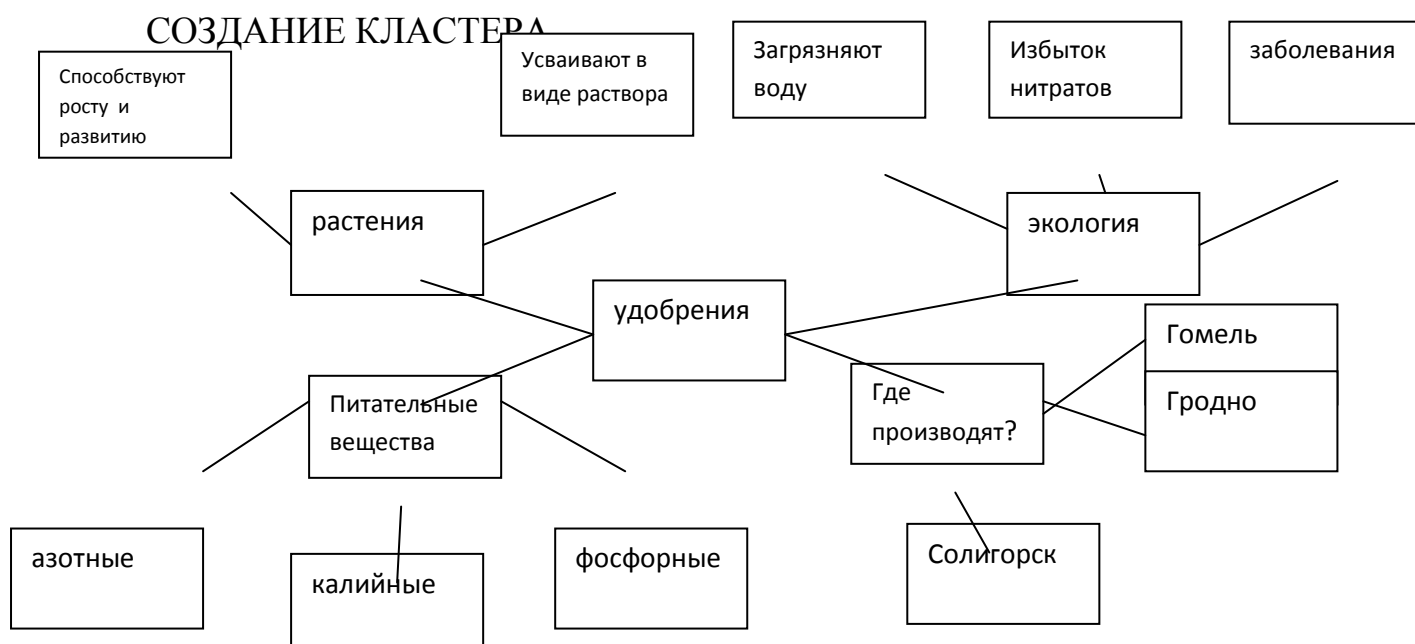 СОЗДАНИЕ КЛАСТЕРА
Способствуют
росту и
развитию
Усваивают в
виде раствора
Загрязняют
воду
Избыток
нитратов
заболевания
растения
экология
удобрения
Питательные
вещества
Где
производят?
Гомель
Гродно
азотные
калийные
фосфорные
Солигорск